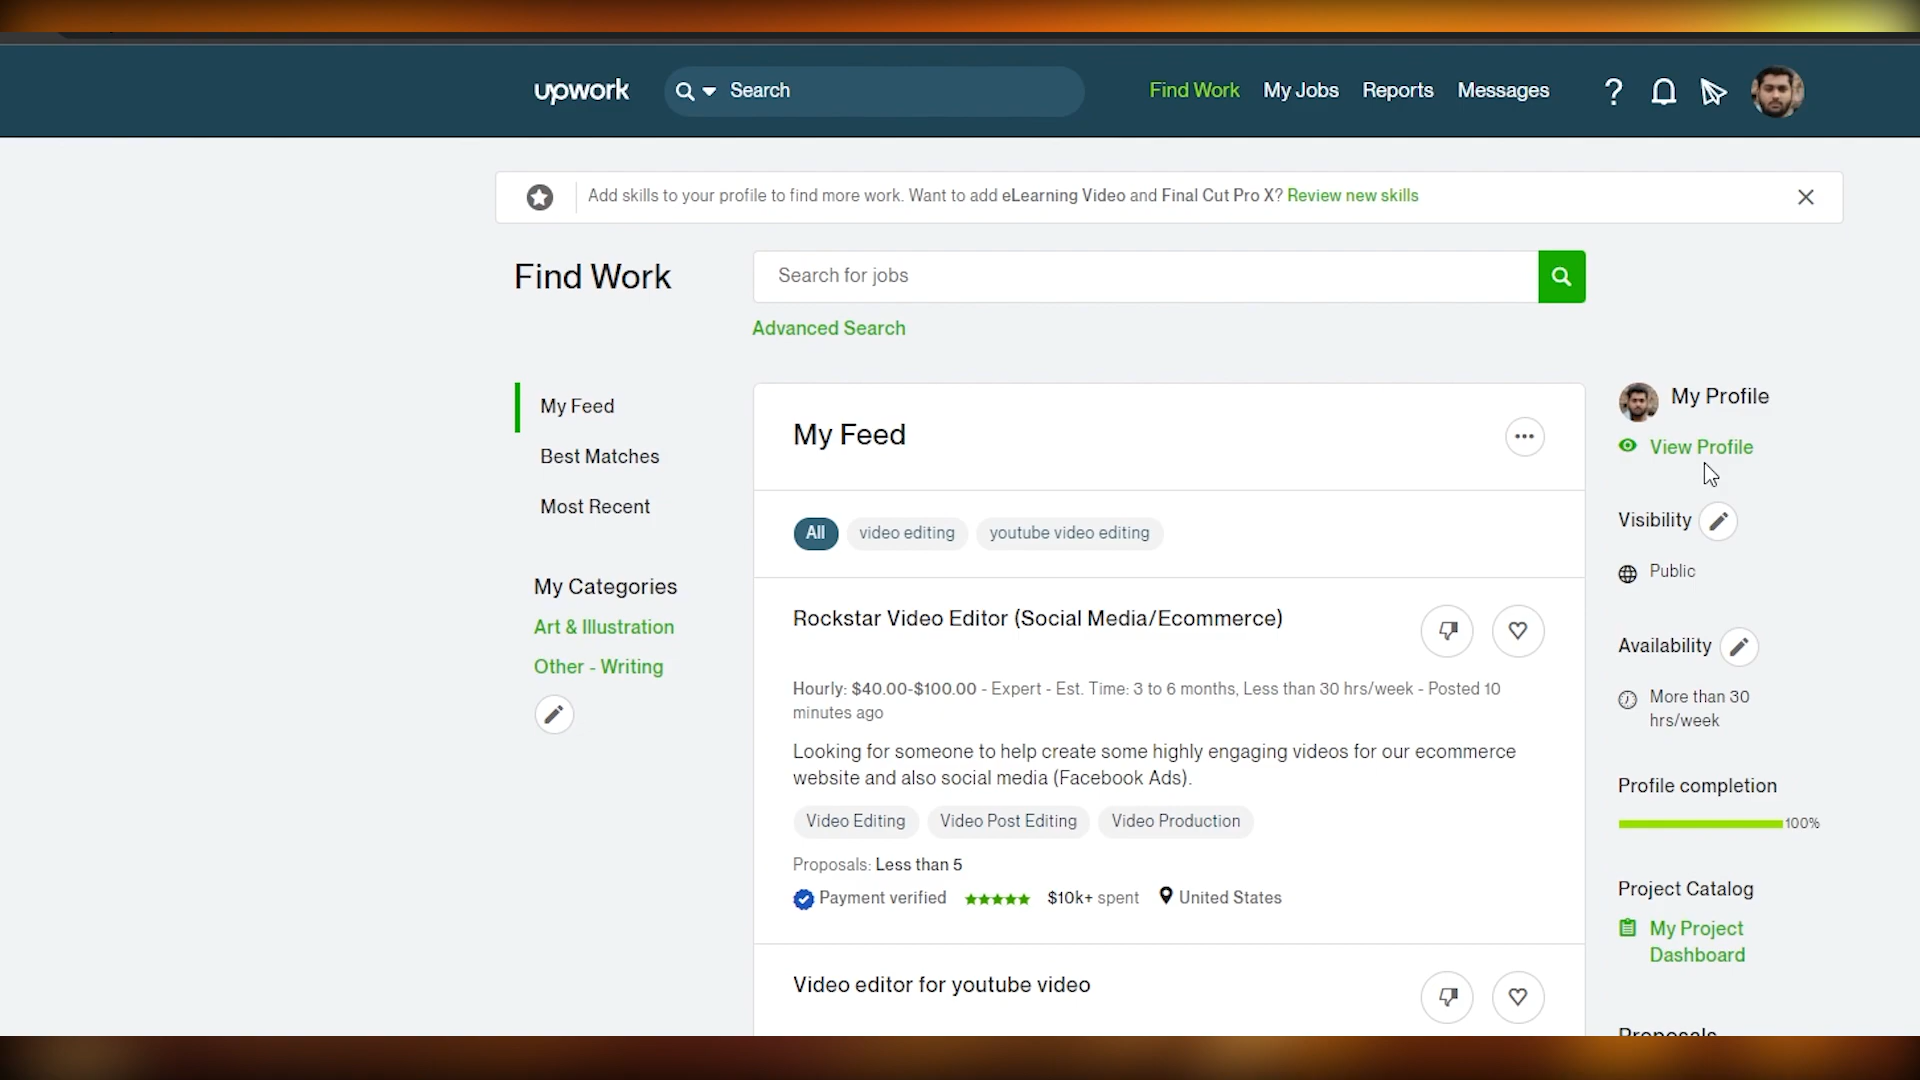 upwork
Search
Find Work
My Jobs
Reports
Messages
?
Add skills to your profile to find more work. Want to add eLearning Video and Final Cut Pro X? Review new skills
Find Work
Search for jobs
Advanced Search
My Feed
Best Matches
Most Recent
My Categories
Art & Illustration
Other - Writing
My Feed
All
video editing
youtube video editing
Rockstar Video Editor (Social Media/Ecommerce)
Hourly: $40.00-$100.00 - Expert - Est. Time: 3 to 6 months, Less than 30 hrs/week - Posted 10
minutes ago
Looking for someone to help create some highly engaging videos for our ecommerce
website and also social media (Facebook Ads).
Video Editing
Video Post Editing
Video Production
Proposals: Less than 5
Payment verified
$10k+ spent
United States
Video editor for youtube video
My Profile
View Profile
Visibility
Public
Availability
More than 30
hrs/week
Profile completion
100%
Project Catalog
My Project
Dashboard
Proposals